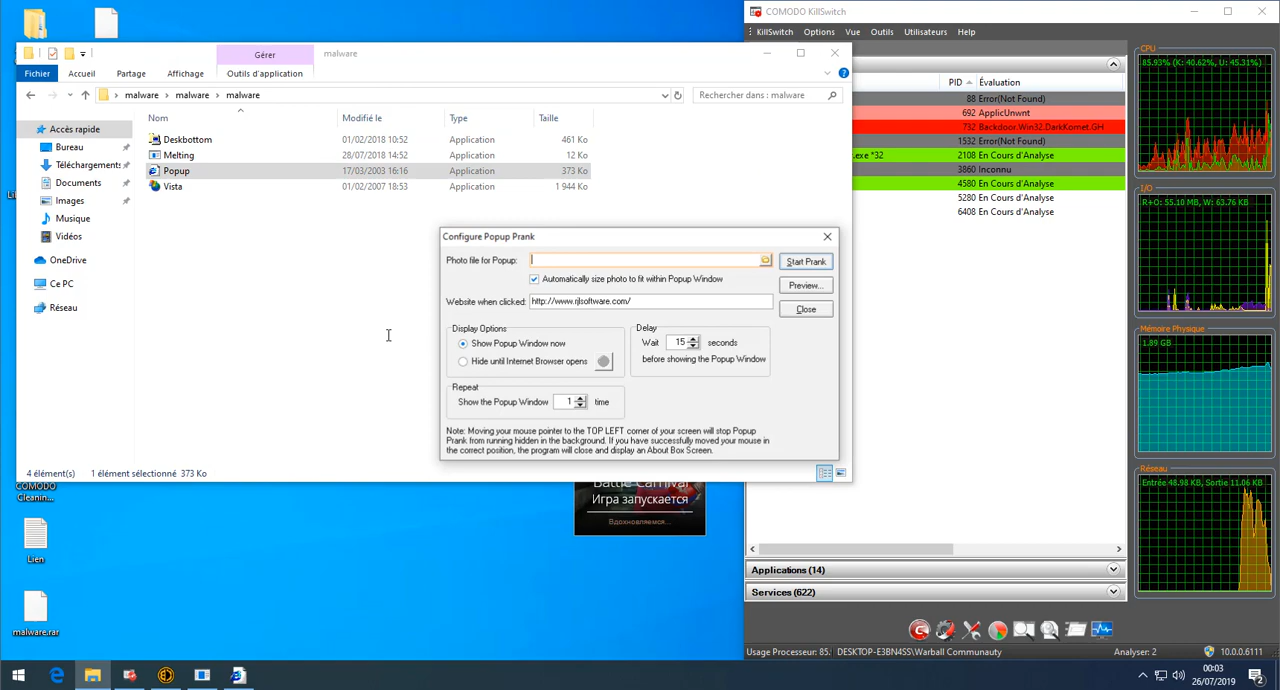 COMODO KillSwitch
KillSwitch Options Vue Outils Utilisateurs Help
Gérer
malware
Fichier Accueil Partage Affichage Outils d'application
malware malware malware
Rechercher dans : malware
Nom Modifié le Type Taille
Deskbottom 01/02/2018 10:52 Application 461 Ko
Melting 28/07/2018 14:52 Application 12 Ko
Popup 17/03/2003 16:16 Application 373 Ko
Vista 01/02/2007 18:53 Application 1 944 Ko
Accès rapide
Bureau
Téléchargements
Documents
Images
Musique
Vidéos
OneDrive
Ce PC
Réseau
4 élément(s) 1 élément sélectionné 373 Ko
Configure Popup Prank
Photo file for Popup:
Start Prank
Automatically size photo to fit within Popup Window
Preview...
Website when clicked: http://www.rjlsoftware.com/
Close
Display Options
Show Popup Window now
Hide until Internet Browser opens
Delay
Wait 15 seconds
before showing the Popup Window
Repeat
Show the Popup Window 1 time
Note: Moving your mouse pointer to the TOP LEFT corner of your screen will stop Popup
Prank from running hidden in the background. If you have successfully moved your mouse in
the correct position, the program will close and display an About Box Screen.
PID Évaluation
88 Error(Not Found)
692 ApplicUnwnt
732 Backdoor.Win32.DarkKomet.GH
1532 Error(Not Found)
.exe *32 2108 En Cours d'Analyse
3860 Inconnu
4580 En Cours d'Analyse
5280 En Cours d'Analyse
6408 En Cours d'Analyse
Applications (14)
Services (622)
CPU
85.93% (K: 40.62%, U: 45.31%)
I/O
R+O: 55.10 MB, W: 63.76 KB
Mémoire Physique
1.89 GB
Réseau
Entrée 48.98 KB, Sortie 11.06 KB
Usage Processeur: 85. DESKTOP-E3BN4SS\Warball Communauty Analyser: 2 10.0.0.6111
COMODO
Cleanin...
Lien
malware.rar
Battle Carnival
Игра запускается
Вдохновляемся...
00:03
26/07/2019
2